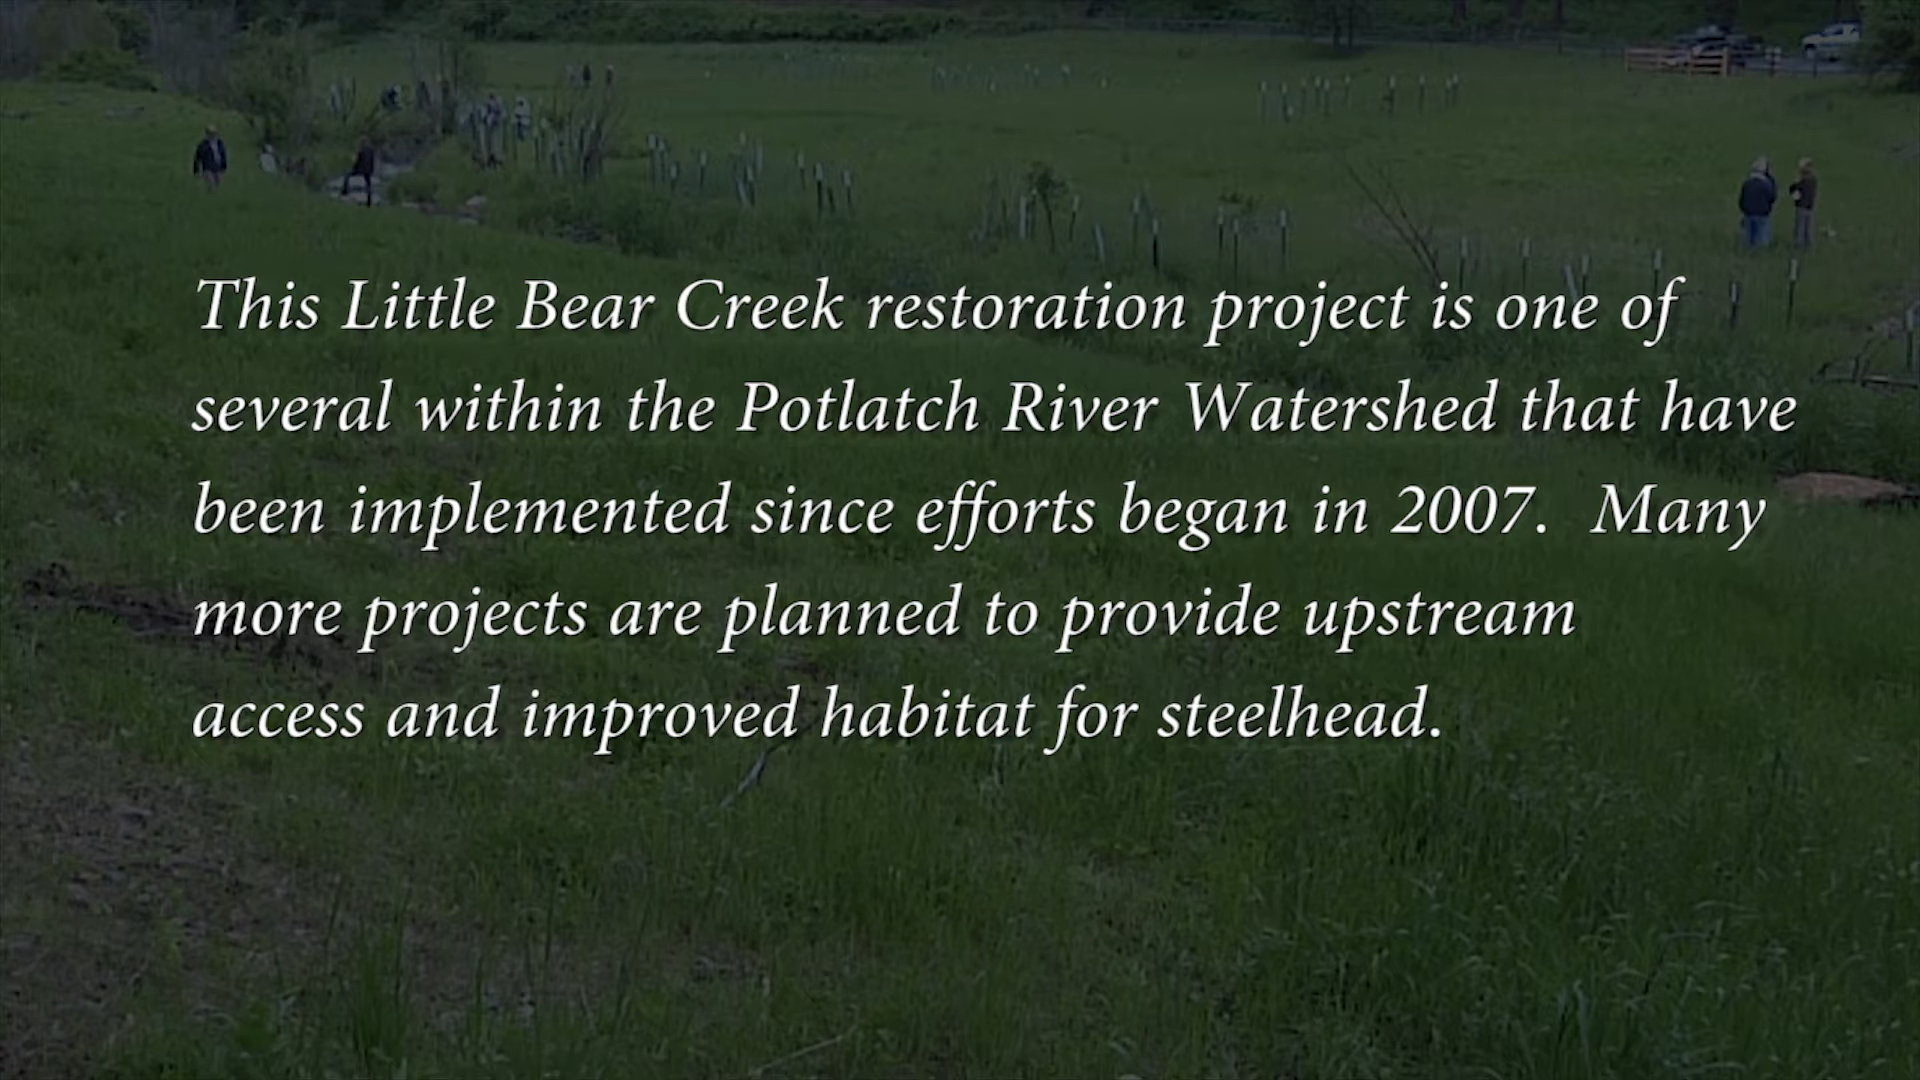 This Little Bear Creek restoration project is one of
several within the Potlatch River Watershed that have
been implemented since efforts began in 2007.  Many
more projects are planned to provide upstream
access and improved habitat for steelhead.